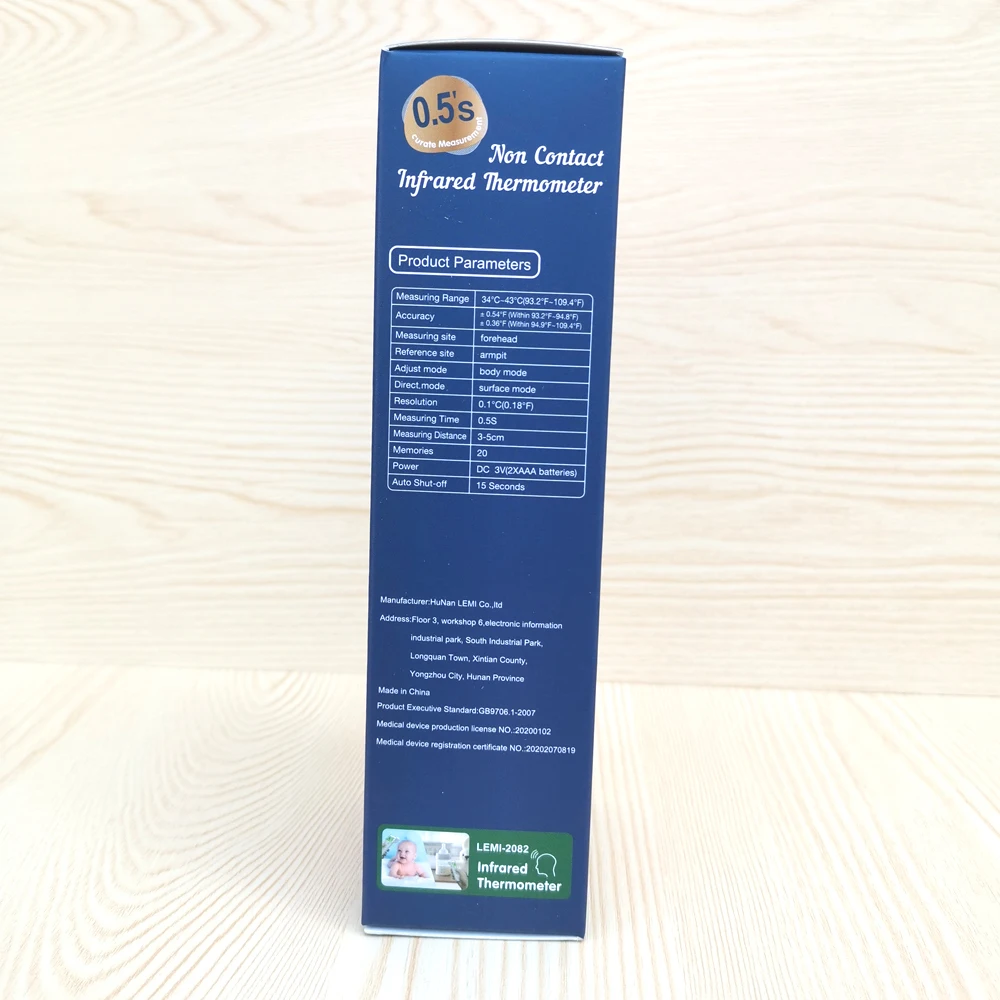 0.5's
curate Measurement
Non Contact
Infrared Thermometer
Product Parameters
Measuring Range 34°C~43°C(93.2°F~109.4°F)
Accuracy ± 0.54°F (Within 93.2°F~94.8°F)
± 0.36°F (Within 94.9°F~109.4°F)
Measuring site forehead
Reference site armpit
Adjust mode body mode
Direct,mode surface mode
Resolution 0.1°C(0.18°F)
Measuring Time 0.5S
Measuring Distance 3-5cm
Memories 20
Power DC 3V(2XAAA batteries)
Auto Shut-off 15 Seconds
Manufacturer:HuNan LEMI Co.,ltd
Address:Floor 3, workshop 6,electronic information
industrial park, South Industrial Park,
Longquan Town, Xintian County,
Yongzhou City, Hunan Province
Made in China
Product Executive Standard:GB9706.1-2007
Medical device production license NO.:20200102
Medical device registration certificate NO.:20202070819
LEMI-2082
Infrared
Thermometer